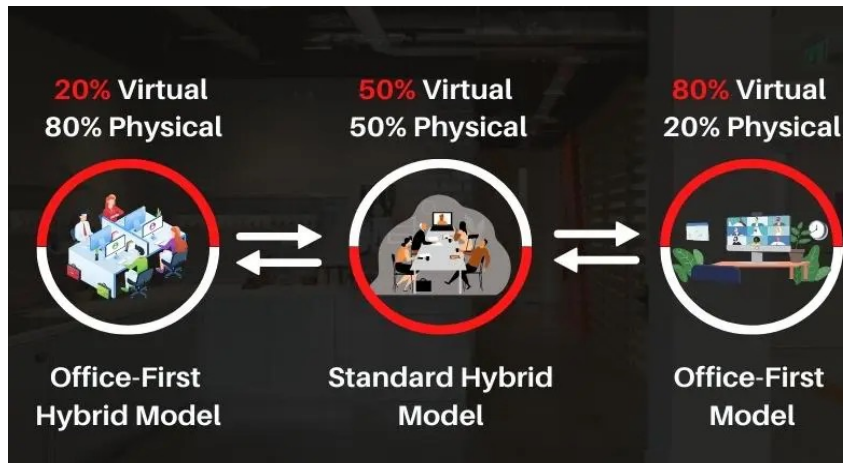 20% Virtual
80% Physical
50% Virtual
50% Physical
80% Virtual
20% Physical
Office-First
Hybrid Model
Standard Hybrid
Model
Office-First
Model